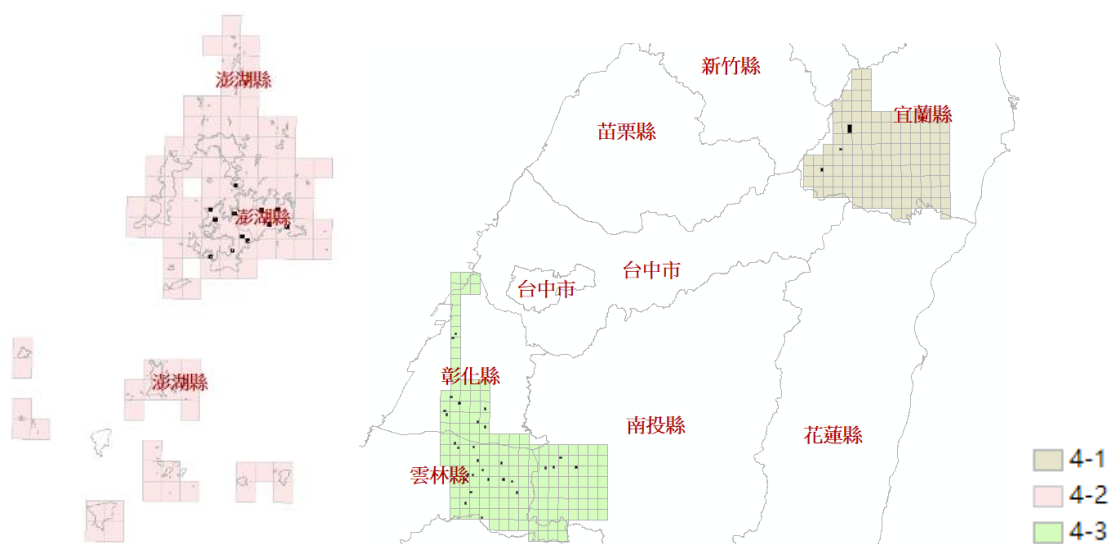 澎湖縣
澎湖縣
澎湖縣
新竹縣
宜蘭縣
苗栗縣
台中市
台中市
彰化縣
南投縣
花蓮縣
雲林縣
4-1
4-2
4-3